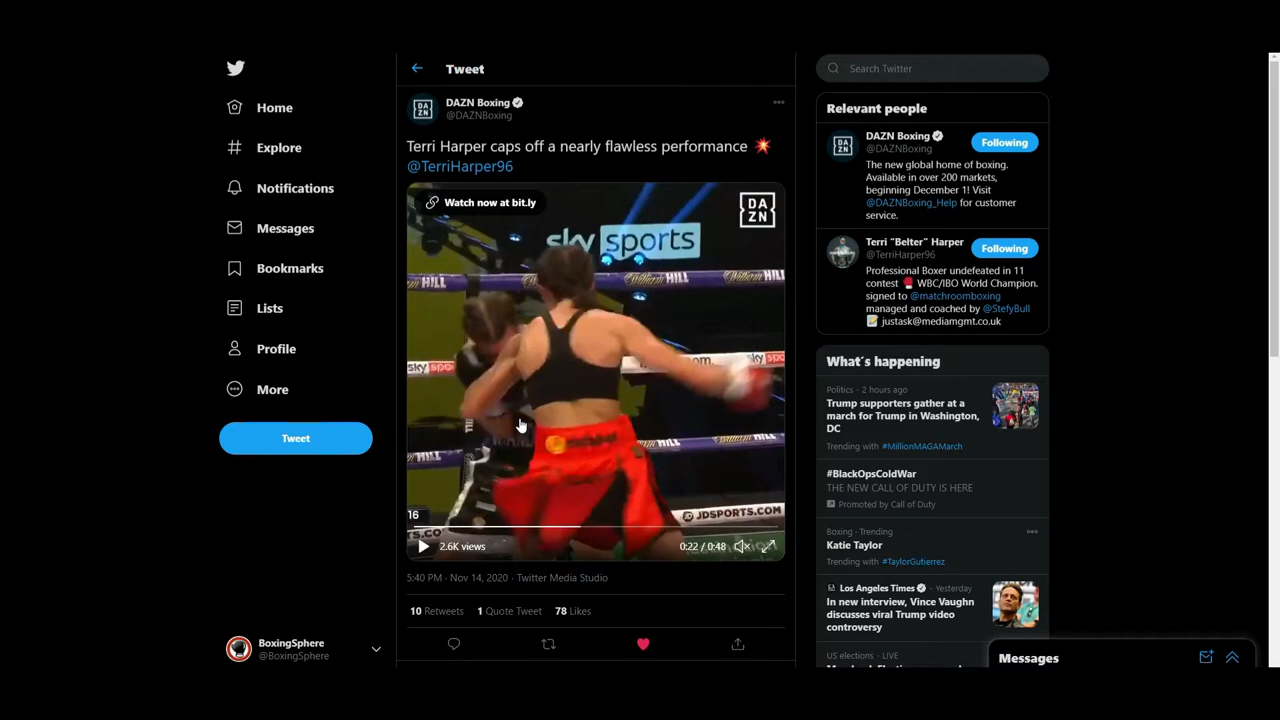 Home
Explore
Notifications
Messages
Bookmarks
Lists
Profile
More
Tweet
BoxingSphere
@BoxingSphere
Tweet
DAZN Boxing
@DAZNBoxing
Terri Harper caps off a nearly flawless performance
@TerriHarper96
Watch now at bit.ly
DA
ZN
sky sports
William HILL
sky spo
JDSPORTS.COM
16
2.6K views
0:22 / 0:48
5:40 PM · Nov 14, 2020 · Twitter Media Studio
10 Retweets 1 Quote Tweet 78 Likes
Search Twitter
Relevant people
DAZN Boxing
@DAZNBoxing
Following
The new global home of boxing.
Available in over 200 markets,
beginning December 1! Visit
@DAZNBoxing_Help for customer
service.
Terri “Belter” Harper
@TerriHarper96
Following
Professional Boxer undefeated in 11
contest WBC/IBO World Champion.
signed to @matchroomboxing
managed and coached by @StefyBull
justask@mediamgmt.co.uk
What's happening
Politics · 2 hours ago
Trump supporters gather at a
march for Trump in Washington,
DC
Trending with #MillionMAGAMarch
#BlackOpsColdWar
THE NEW CALL OF DUTY IS HERE
Promoted by Call of Duty
Boxing · Trending
Katie Taylor
Trending with #TaylorGutierrez
Los Angeles Times · Yesterday
In new interview, Vince Vaughn
discusses viral Trump video
controversy
US elections · LIVE
Messages